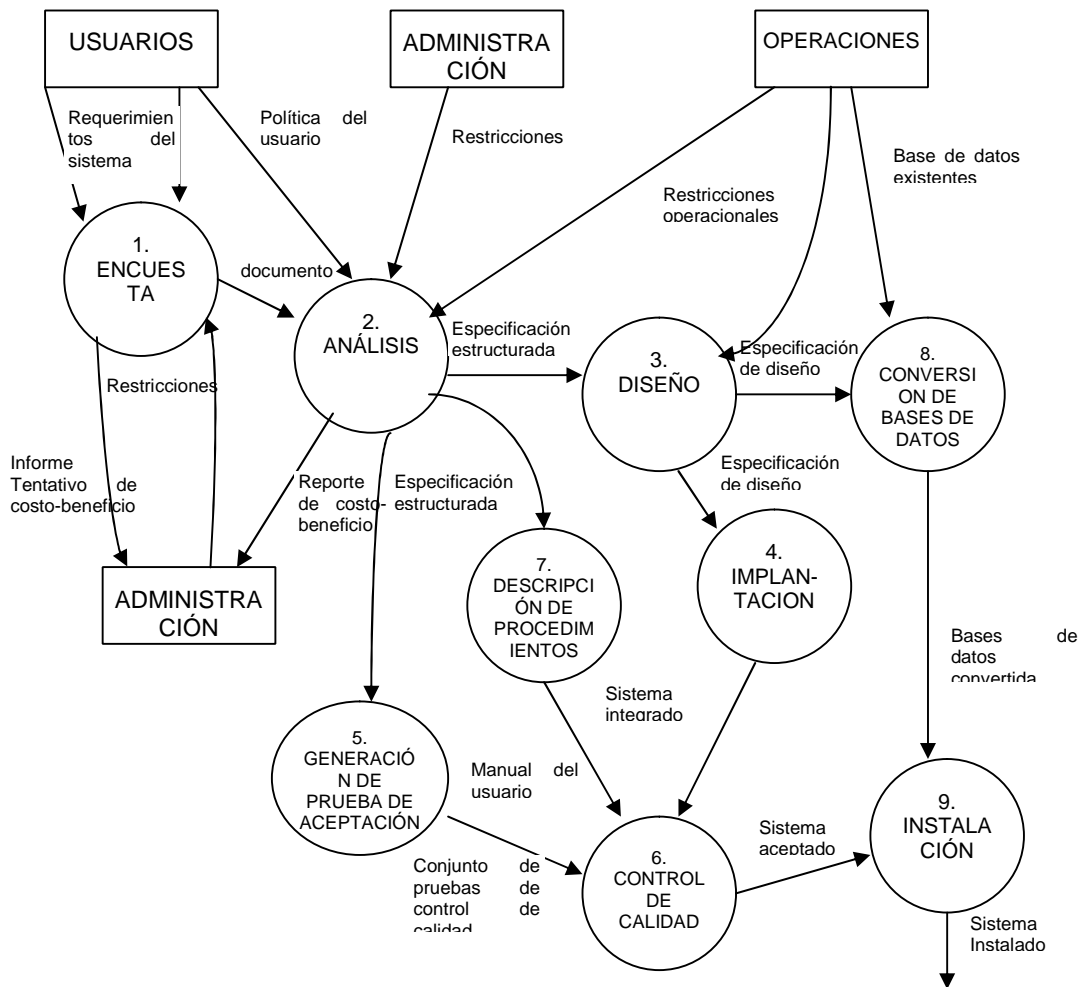 USUARIOS
ADMINISTRA
CIÓN
OPERACIONES
Requerimien
tos del
sistema
Política del
usuario
Restricciones
Restricciones
operacionales
Base de datos
existentes
1.
ENCUES
TA
documento
2.
ANÁLISIS
Especificación
estructurada
3.
DISEÑO
Especificación
de diseño
8.
CONVERSI
ON DE
BASES DE
DATOS
Restricciones
Informe
Tentativo de
costo-beneficio
Reporte
de costo-
beneficio
Especificación
estructurada
Especificación
de diseño
ADMINISTRA
CIÓN
7.
DESCRIPCI
ÓN DE
PROCEDIM
IENTOS
4.
IMPLAN-
TACION
Bases de
datos
convertida
5.
GENERACIÓ
N DE
PRUEBA DE
ACEPTACIÓN
Manual del
usuario
Sistema
integrado
Conjunto de
pruebas de
control de
calidad
6.
CONTROL
DE
CALIDAD
Sistema
aceptado
9.
INSTALA
CIÓN
Sistema
Instalado